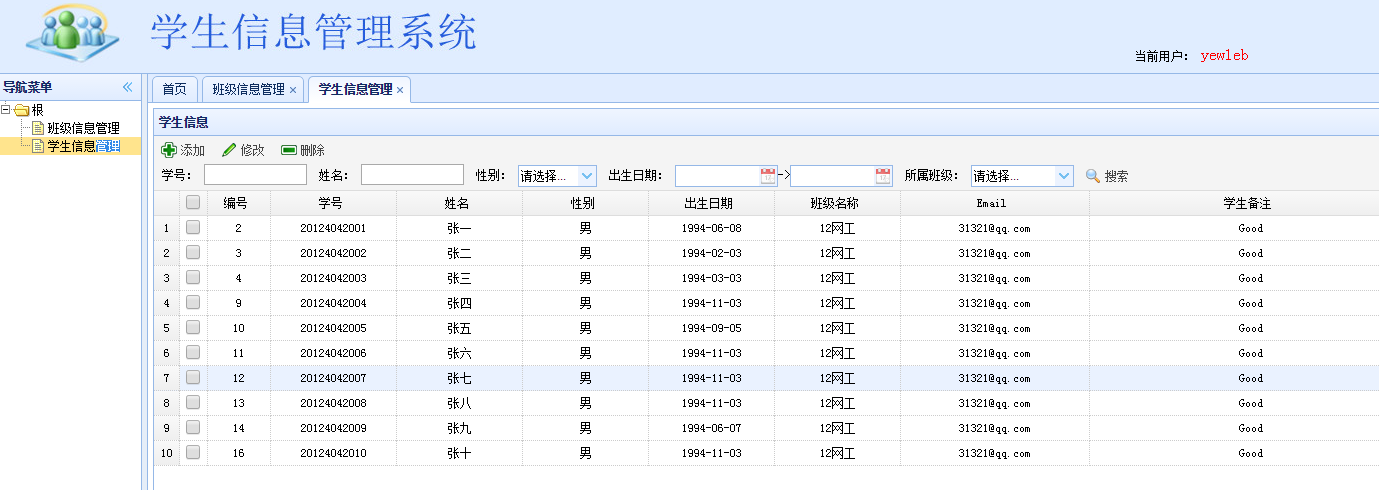 学生信息管理系统
当前用户： yewleb
导航菜单
根
班级信息管理
学生信息管理
首页 班级信息管理 学生信息管理
学生信息
添加 修改 删除
学号： 姓名： 性别： 请选择... 出生日期： -> 所属班级： 请选择... 搜索
编号 学号 姓名 性别 出生日期 班级名称 Email 学生备注
1 2 20124042001 张一 男 1994-06-08 12网工 31321@qq.com Good
2 3 20124042002 张二 男 1994-02-03 12网工 31321@qq.com Good
3 4 20124042003 张三 男 1994-03-03 12网工 31321@qq.com Good
4 9 20124042004 张四 男 1994-11-03 12网工 31321@qq.com Good
5 10 20124042005 张五 男 1994-09-05 12网工 31321@qq.com Good
6 11 20124042006 张六 男 1994-11-03 12网工 31321@qq.com Good
7 12 20124042007 张七 男 1994-11-03 12网工 31321@qq.com Good
8 13 20124042008 张八 男 1994-11-03 12网工 31321@qq.com Good
9 14 20124042009 张九 男 1994-06-07 12网工 31321@qq.com Good
10 16 20124042010 张十 男 1994-11-03 12网工 31321@qq.com Good